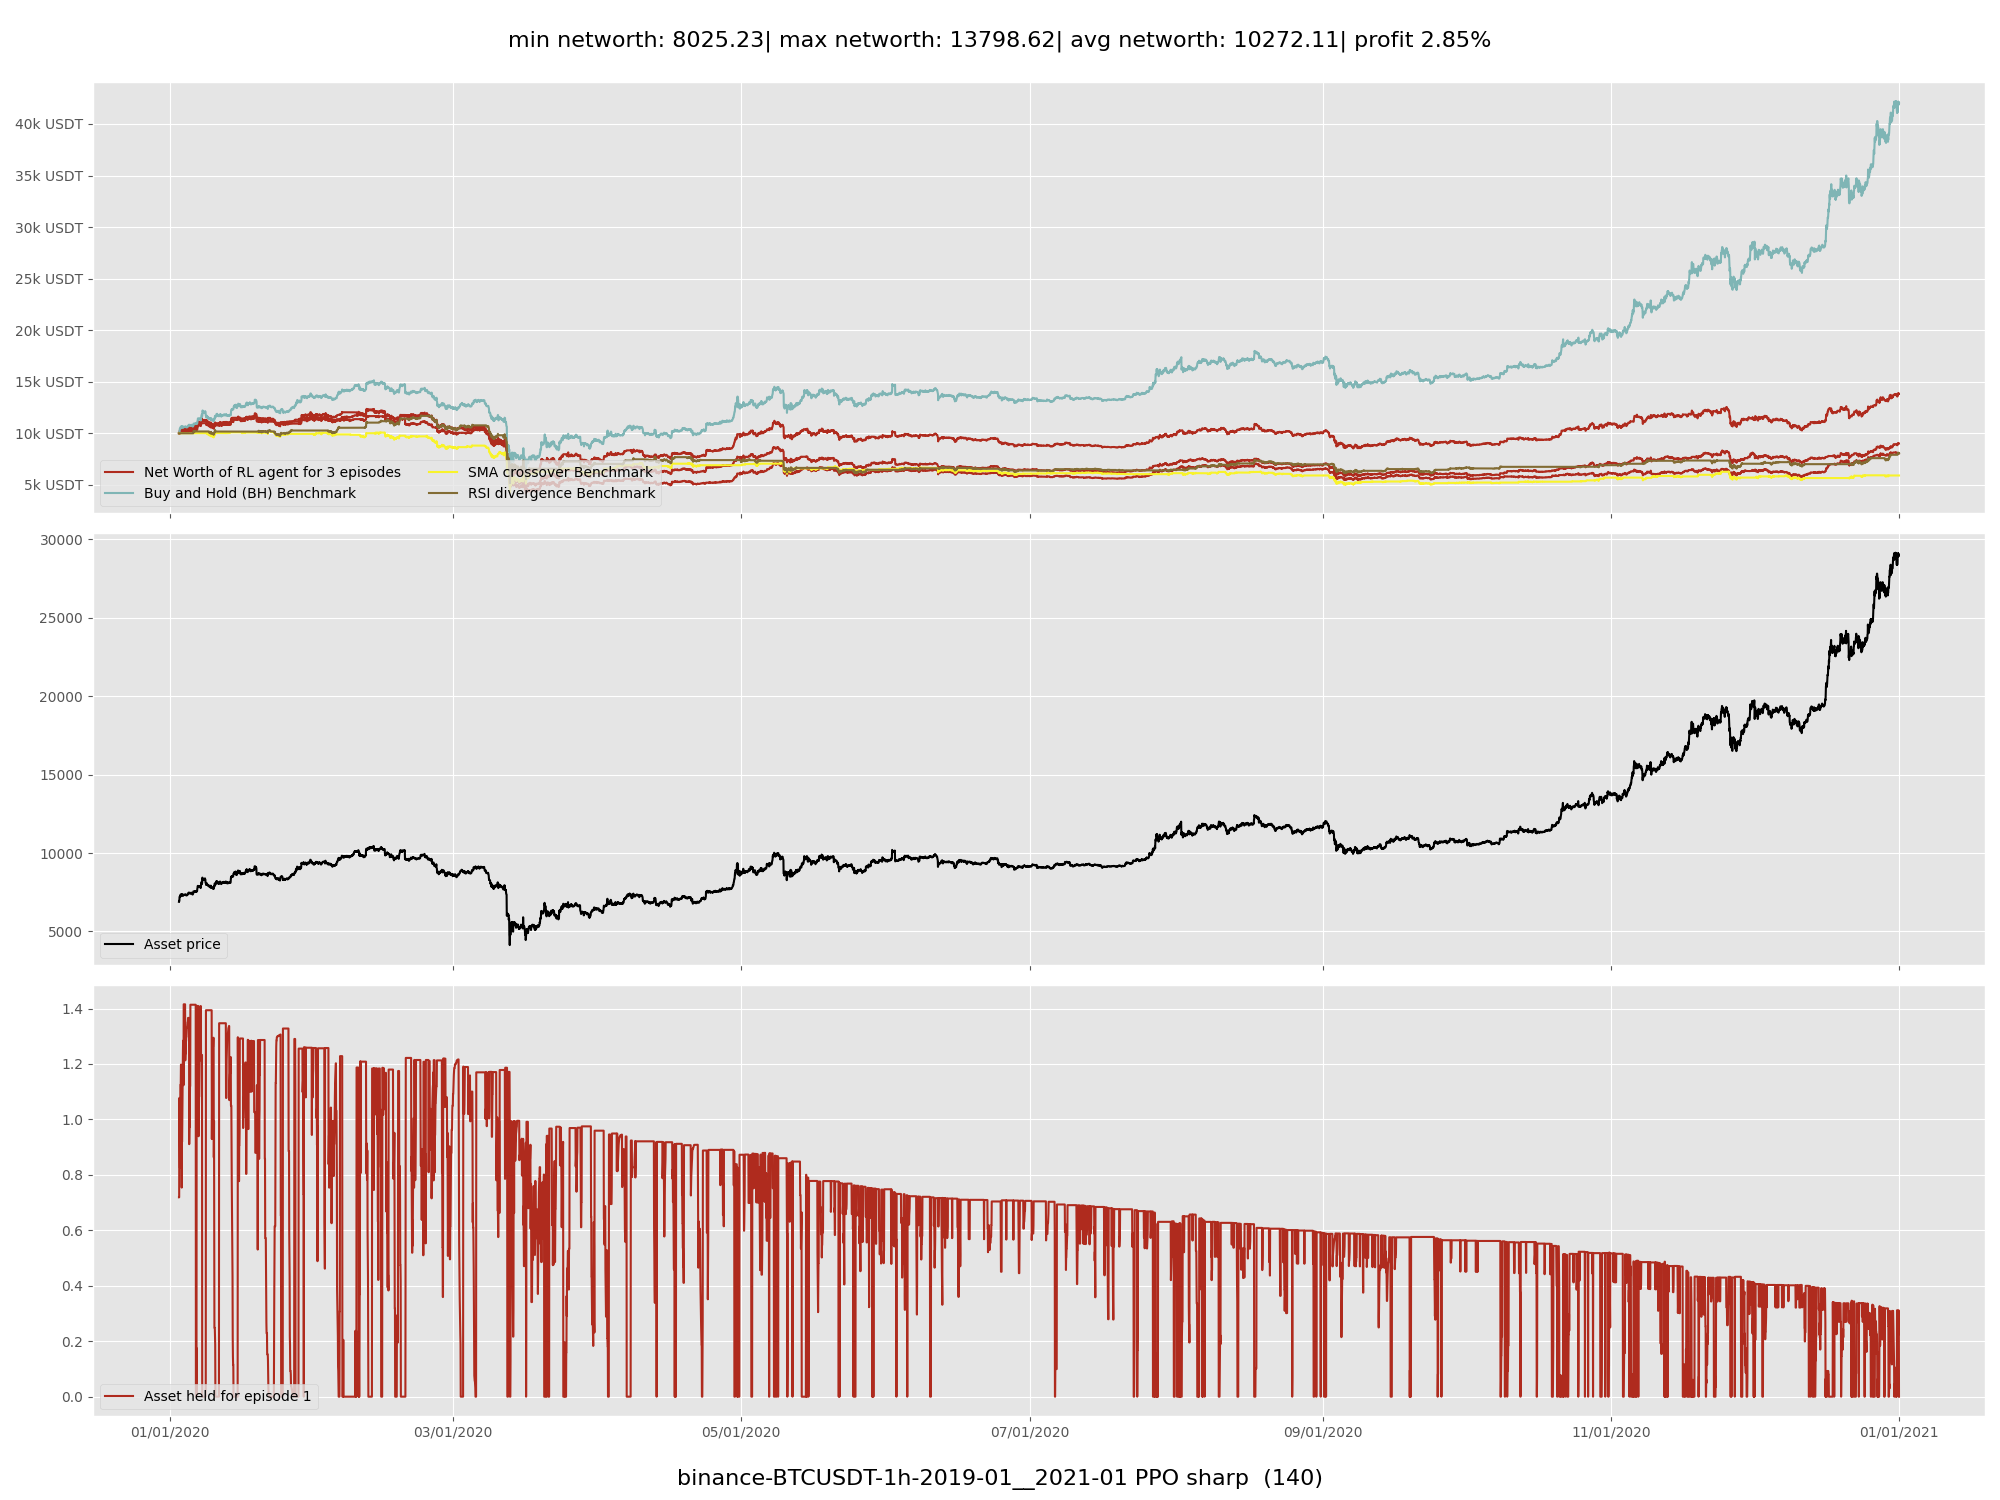 min networth: 8025.23| max networth: 13798.62| avg networth: 10272.11| profit 2.85%
40k USDT
35k USDT
30k USDT
25k USDT
20k USDT
15k USDT
10k USDT
5k USDT
Net Worth of RL agent for 3 episodes
Buy and Hold (BH) Benchmark
SMA crossover Benchmark
RSI divergence Benchmark
30000
25000
20000
15000
10000
5000
Asset price
1.4
1.2
1.0
0.8
0.6
0.4
0.2
0.0
Asset held for episode 1
01/01/2020
03/01/2020
05/01/2020
07/01/2020
09/01/2020
11/01/2020
01/01/2021
binance-BTCUSDT-1h-2019-01__2021-01 PPO sharp  (140)